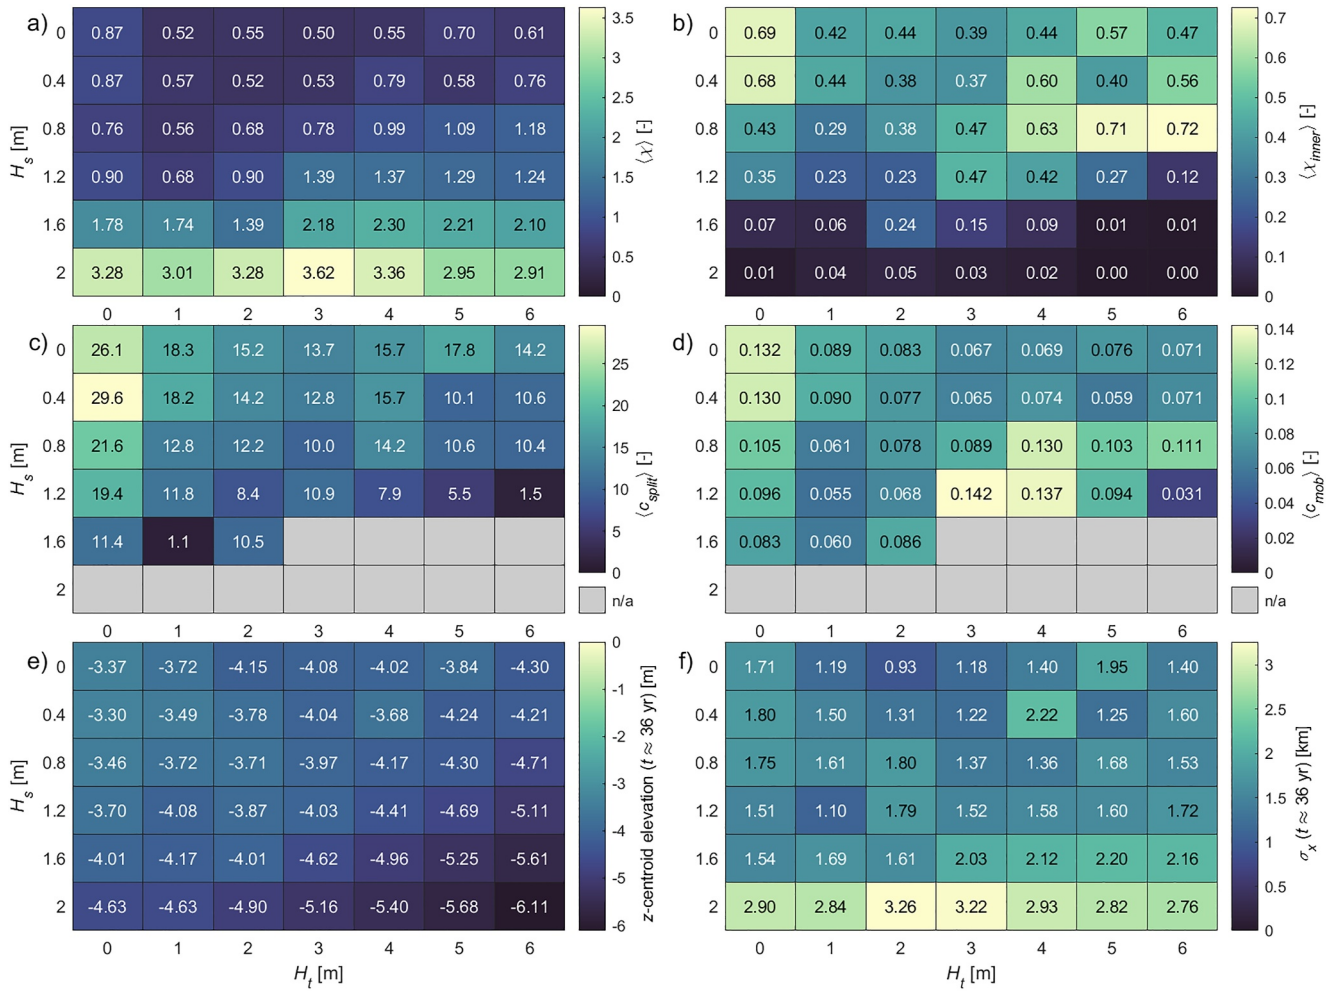 a)
0 0.87 0.52 0.55 0.50 0.55 0.70 0.61
0.4 0.87 0.57 0.52 0.53 0.79 0.58 0.76
0.8 0.76 0.56 0.68 0.78 0.99 1.09 1.18
1.2 0.90 0.68 0.90 1.39 1.37 1.29 1.24
1.6 1.78 1.74 1.39 2.18 2.30 2.21 2.10
2 3.28 3.01 3.28 3.62 3.36 2.95 2.91
0 1 2 3 4 5 6
H_s [m]
3.5
3
2.5
2
1.5
1
0.5
0
⟨χ⟩ [-]
b)
0 0.69 0.42 0.44 0.39 0.44 0.57 0.47
0.4 0.68 0.44 0.38 0.37 0.60 0.40 0.56
0.8 0.43 0.29 0.38 0.47 0.63 0.71 0.72
1.2 0.35 0.23 0.23 0.47 0.42 0.27 0.12
1.6 0.07 0.06 0.24 0.15 0.09 0.01 0.01
2 0.01 0.04 0.05 0.03 0.02 0.00 0.00
0 1 2 3 4 5 6
0.7
0.6
0.5
0.4
0.3
0.2
0.1
0
⟨χ_inner⟩ [-]
c)
0 26.1 18.3 15.2 13.7 15.7 17.8 14.2
0.4 29.6 18.2 14.2 12.8 15.7 10.1 10.6
0.8 21.6 12.8 12.2 10.0 14.2 10.6 10.4
1.2 19.4 11.8 8.4 10.9 7.9 5.5 1.5
1.6 11.4 1.1 10.5
2
0 1 2 3 4 5 6
H_s [m]
25
20
15
10
5
0
n/a
⟨c_split⟩ [-]
d)
0 0.132 0.089 0.083 0.067 0.069 0.076 0.071
0.4 0.130 0.090 0.077 0.065 0.074 0.059 0.071
0.8 0.105 0.061 0.078 0.089 0.130 0.103 0.111
1.2 0.096 0.055 0.068 0.142 0.137 0.094 0.031
1.6 0.083 0.060 0.086
2
0 1 2 3 4 5 6
0.14
0.12
0.1
0.08
0.06
0.04
0.02
0
n/a
⟨c_mob⟩ [-]
e)
0 -3.37 -3.72 -4.15 -4.08 -4.02 -3.84 -4.30
0.4 -3.30 -3.49 -3.78 -4.04 -3.68 -4.24 -4.21
0.8 -3.46 -3.72 -3.71 -3.97 -4.17 -4.30 -4.71
1.2 -3.70 -4.08 -3.87 -4.03 -4.41 -4.69 -5.11
1.6 -4.01 -4.17 -4.01 -4.62 -4.96 -5.25 -5.61
2 -4.63 -4.63 -4.90 -5.16 -5.40 -5.68 -6.11
0 1 2 3 4 5 6
H_s [m]
H_t [m]
0
-1
-2
-3
-4
-5
-6
z-centroid elevation (t ≈ 36 yr) [m]
f)
0 1.71 1.19 0.93 1.18 1.40 1.95 1.40
0.4 1.80 1.50 1.31 1.22 2.22 1.25 1.60
0.8 1.75 1.61 1.80 1.37 1.36 1.68 1.53
1.2 1.51 1.10 1.79 1.52 1.58 1.60 1.72
1.6 1.54 1.69 1.61 2.03 2.12 2.20 2.16
2 2.90 2.84 3.26 3.22 2.93 2.82 2.76
0 1 2 3 4 5 6
H_t [m]
3
2.5
2
1.5
1
0.5
0
σ_x (t ≈ 36 yr) [km]